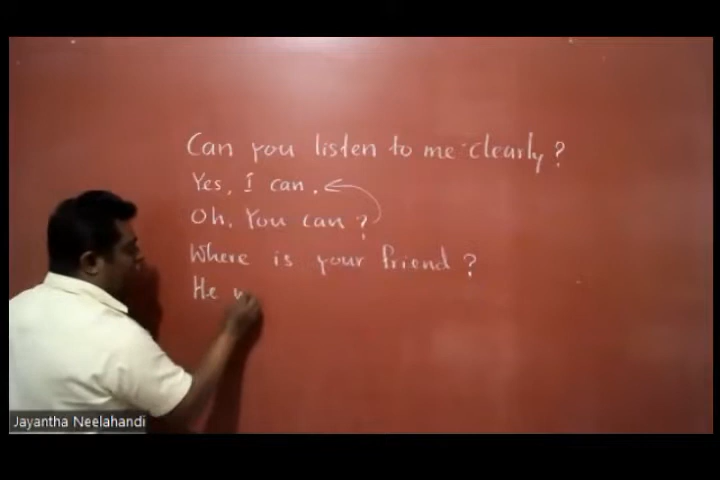 Can you listen to me clearly?
Yes, I can.
Oh, You can?
Where is your friend?
He
Jayantha Neelahandi